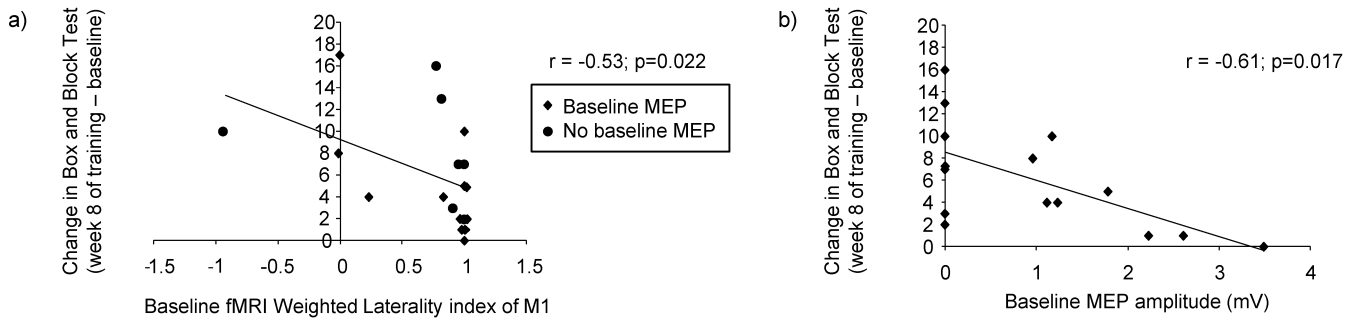 a)
Change in Box and Block Test
(week 8 of training – baseline)
20
18
16
14
12
10
8
6
4
2
0
-1.5
-1
-0.5
0
0.5
1
1.5
Baseline fMRI Weighted Laterality index of M1
r = -0.53; p=0.022
Baseline MEP
No baseline MEP
b)
Change in Box and Block Test
(week 8 of training – baseline)
20
18
16
14
12
10
8
6
4
2
0
0
1
2
3
4
Baseline MEP amplitude (mV)
r = -0.61; p=0.017